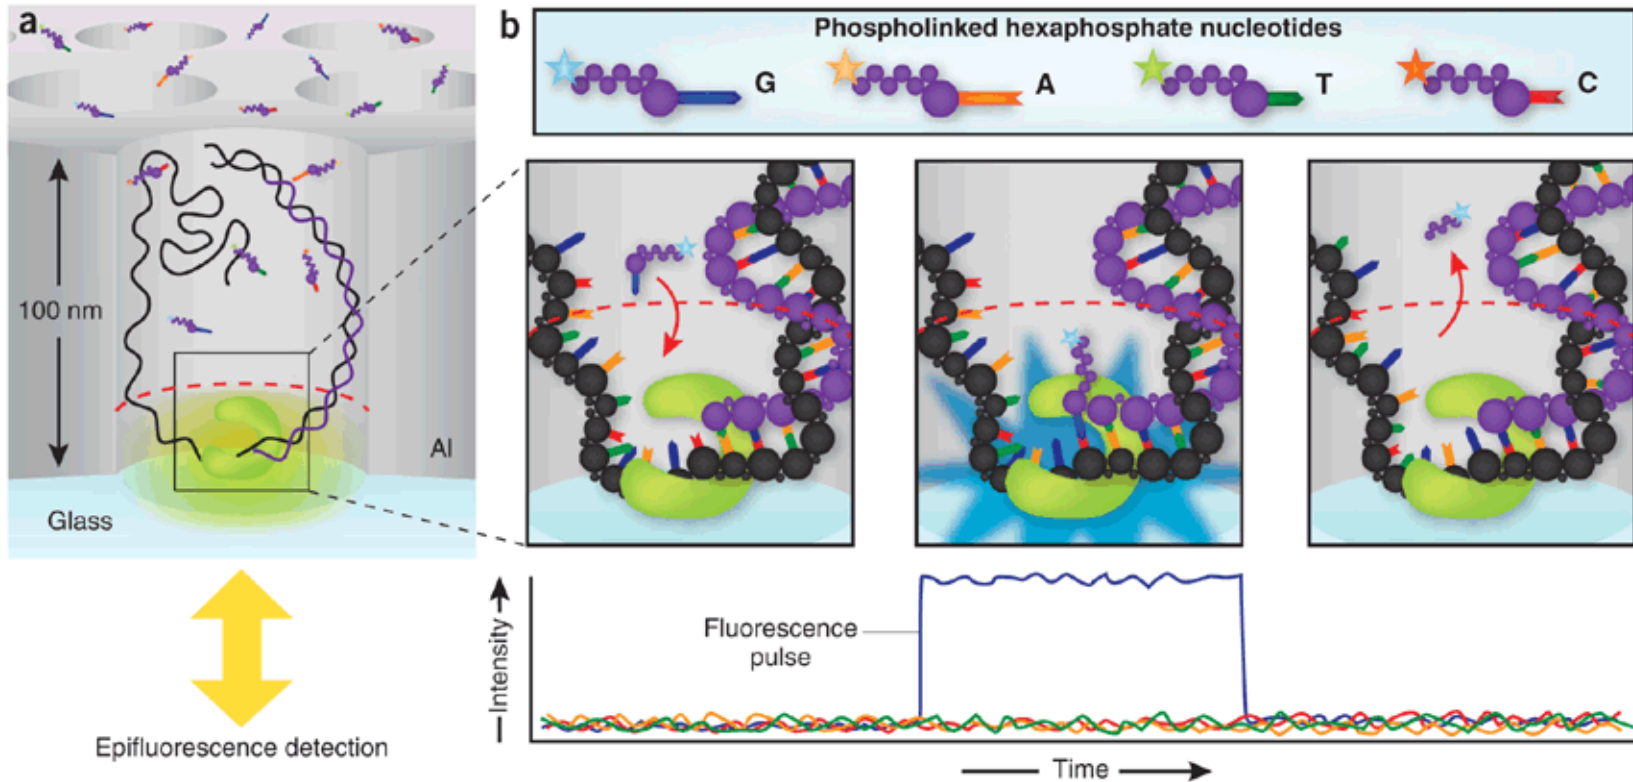 a
100 nm
Al
Glass
Epifluorescence detection
b
Phospholinked hexaphosphate nucleotides
G
A
T
C
Intensity
Fluorescence
pulse
Time